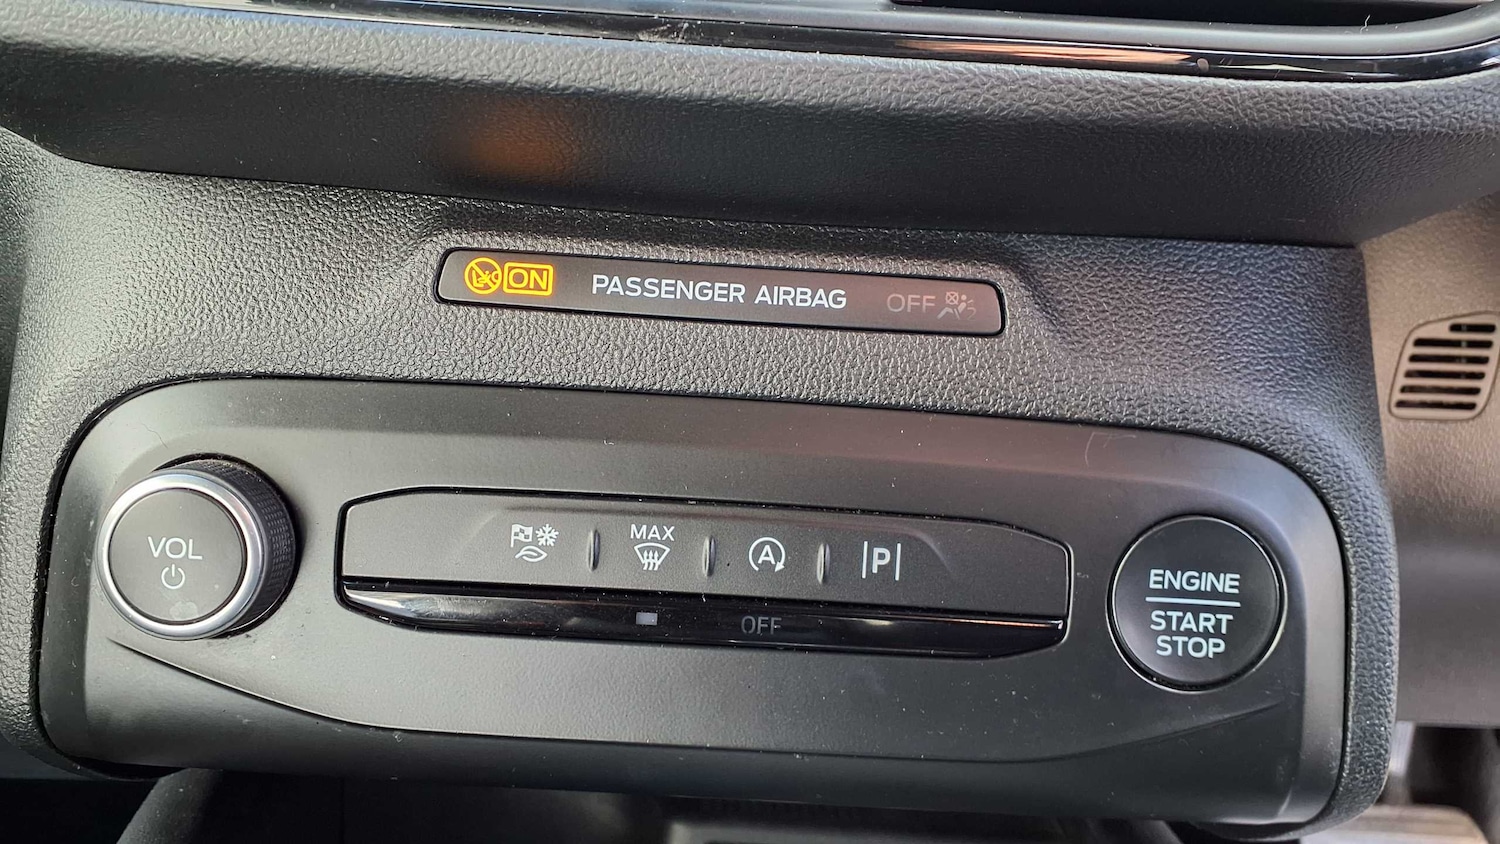 ON PASSENGER AIRBAG OFF
VOL
MAX
A
P
OFF
ENGINE
START
STOP